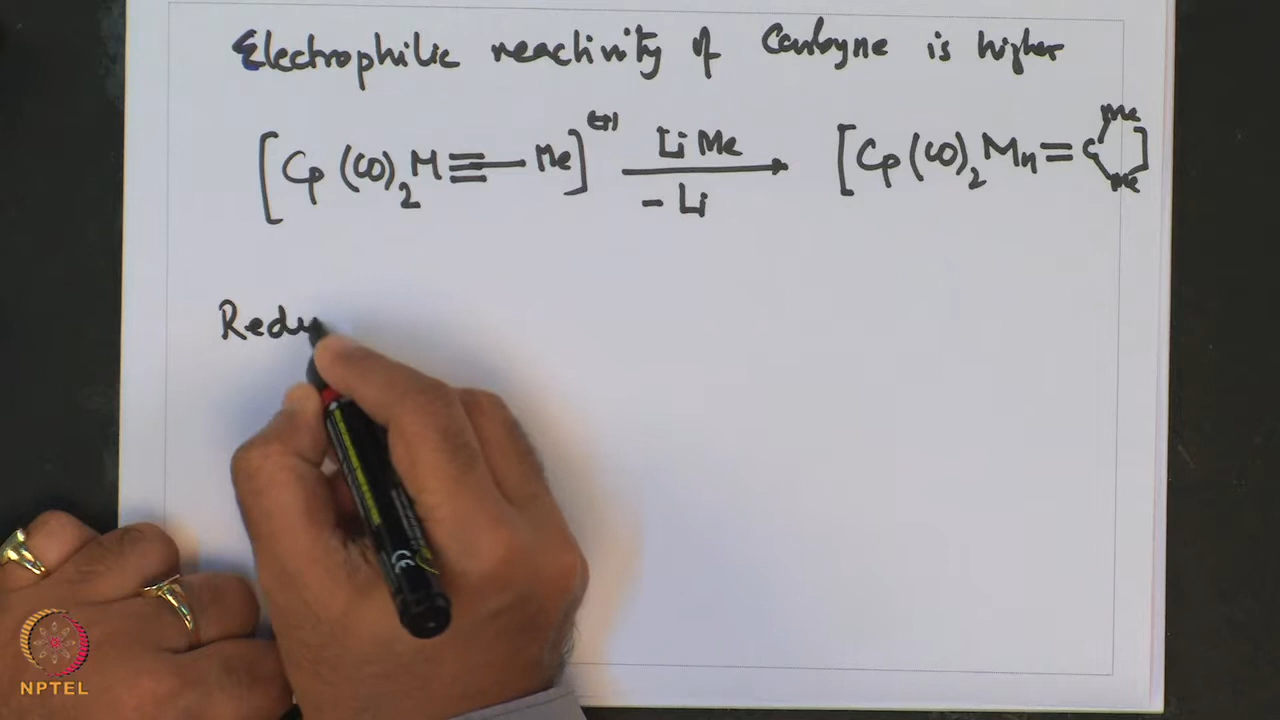 Electrophilic reactivity of Carbyne is higher
[Cp(CO)₂M≡—Me]⁽⁺¹⁾ LiMe → [Cp(CO)₂Mn=C Me Me]
- Li
Redu
NPTEL